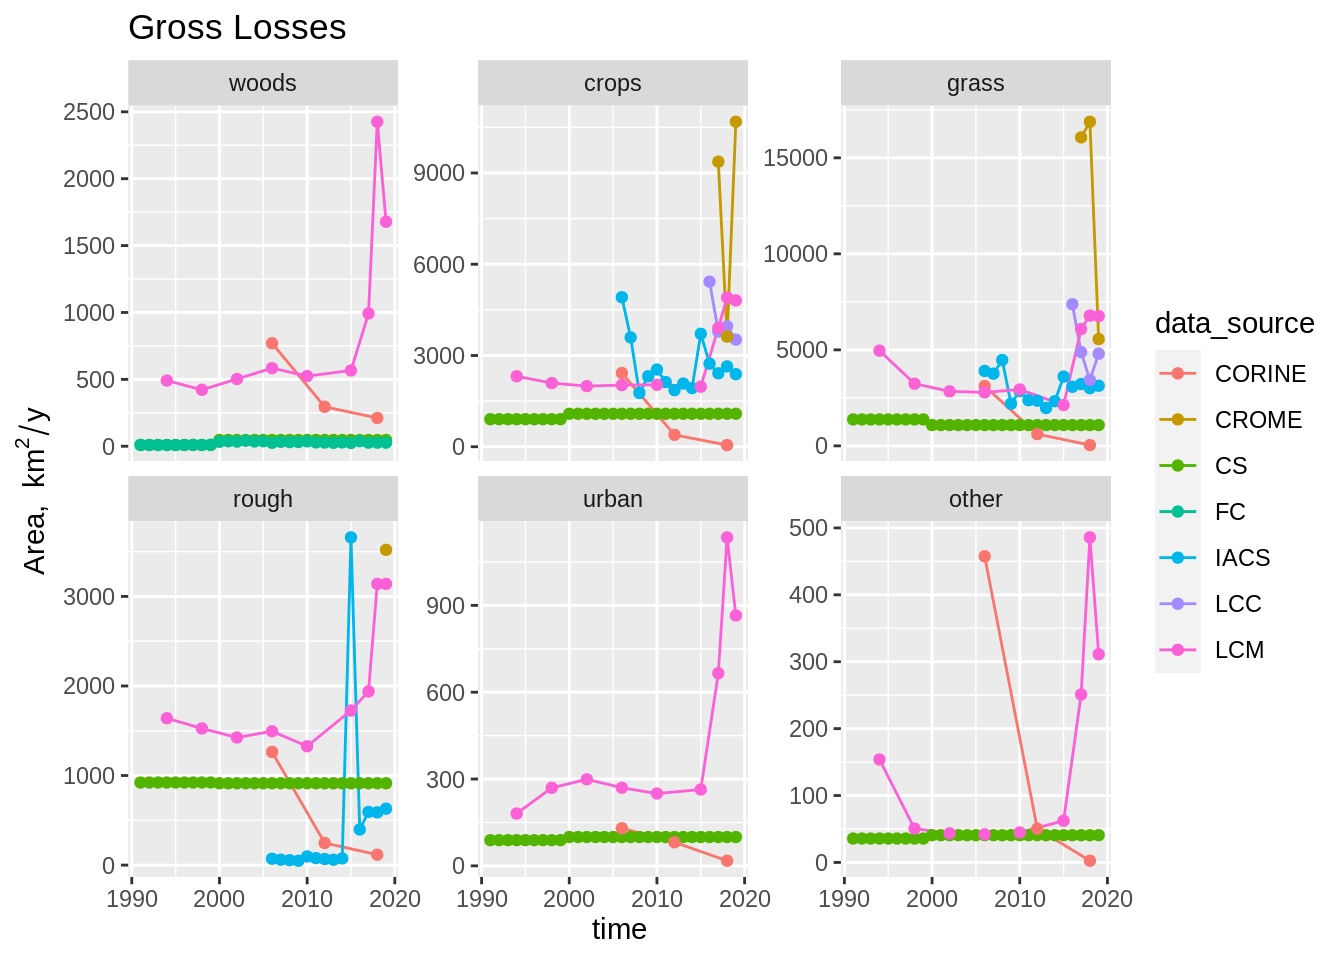 Gross Losses
woods
crops
grass
2500
2000
1500
1000
500
0
9000
6000
3000
0
15000
10000
5000
0
rough
urban
other
3000
2000
1000
0
900
600
300
0
500
400
300
200
100
0
1990 2000 2010 2020
1990 2000 2010 2020
1990 2000 2010 2020
time
Area, km²/y
data_source
CORINE
CROME
CS
FC
IACS
LCC
LCM